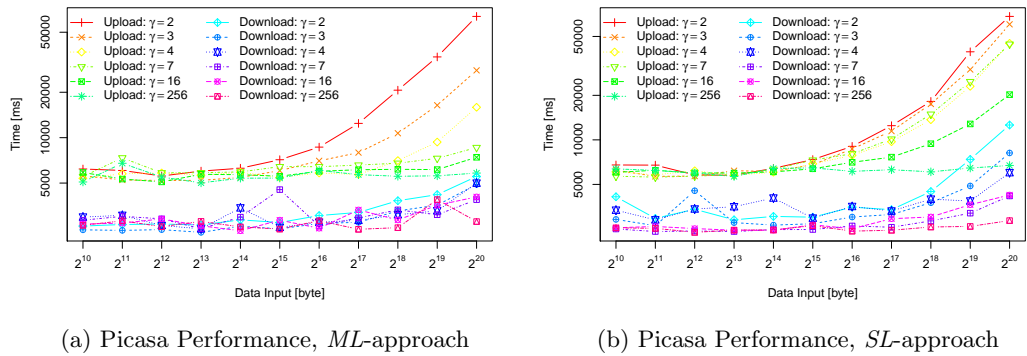 Time [ms]
50000
20000
10000
5000
Upload: γ = 2
Upload: γ = 3
Upload: γ = 4
Upload: γ = 7
Upload: γ = 16
Upload: γ = 256
Download: γ = 2
Download: γ = 3
Download: γ = 4
Download: γ = 7
Download: γ = 16
Download: γ = 256
2^10 2^11 2^12 2^13 2^14 2^15 2^16 2^17 2^18 2^19 2^20
Data Input [byte]
(a) Picasa Performance, ML-approach
Time [ms]
50000
20000
10000
5000
Upload: γ = 2
Upload: γ = 3
Upload: γ = 4
Upload: γ = 7
Upload: γ = 16
Upload: γ = 256
Download: γ = 2
Download: γ = 3
Download: γ = 4
Download: γ = 7
Download: γ = 16
Download: γ = 256
2^10 2^11 2^12 2^13 2^14 2^15 2^16 2^17 2^18 2^19 2^20
Data Input [byte]
(b) Picasa Performance, SL-approach